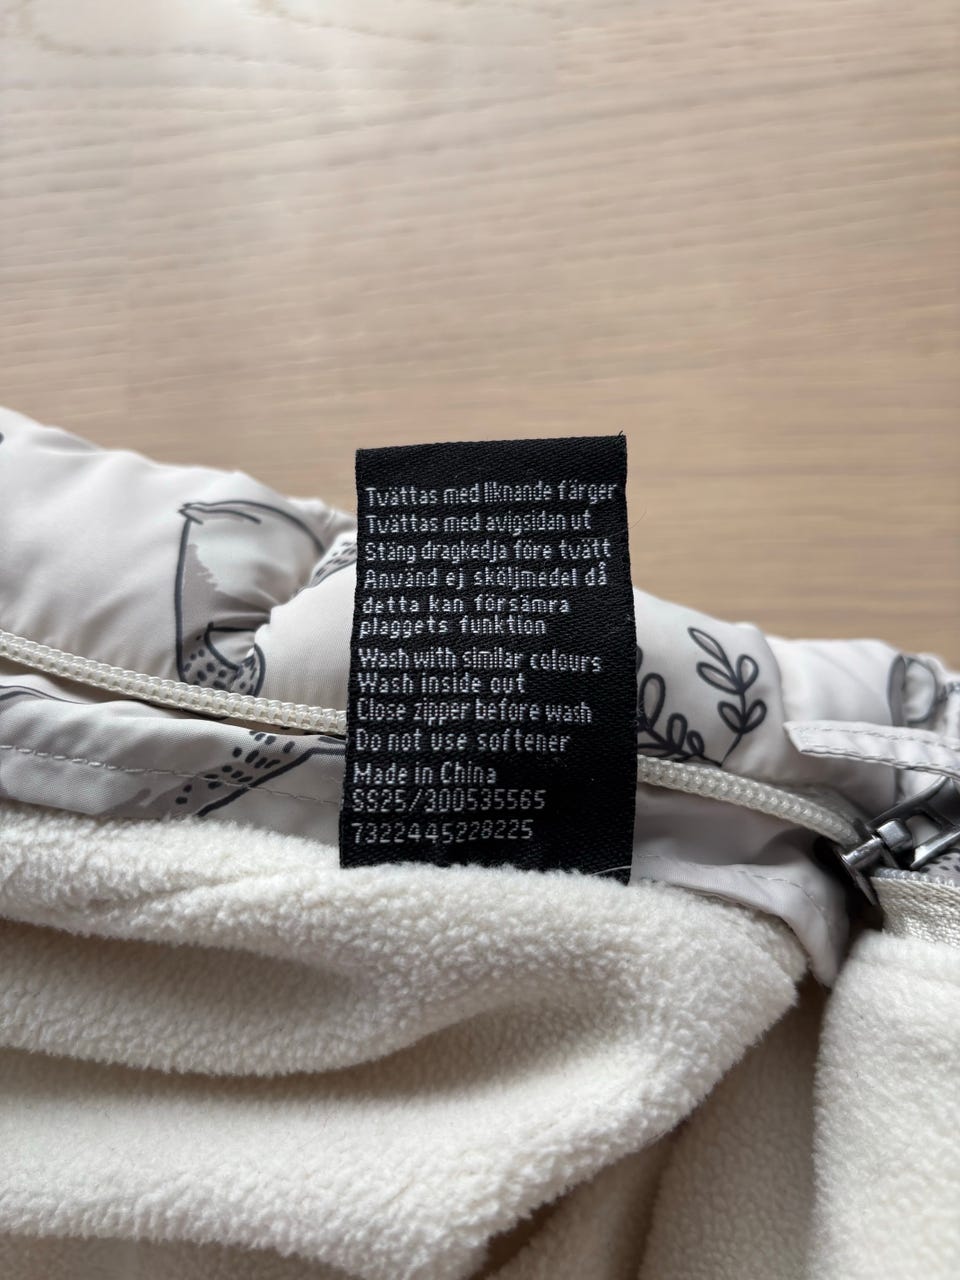 Tvättas med liknande färger
Tvättas med avigsidan ut
Stäng dragkedja före tvätt
Använd ej sköljmedel då
detta kan försämra
plaggets funktion
Wash with similar colours
Wash inside out
Close zipper before wash
Do not use softener
Made in China
SS25/300535565
7322445228225